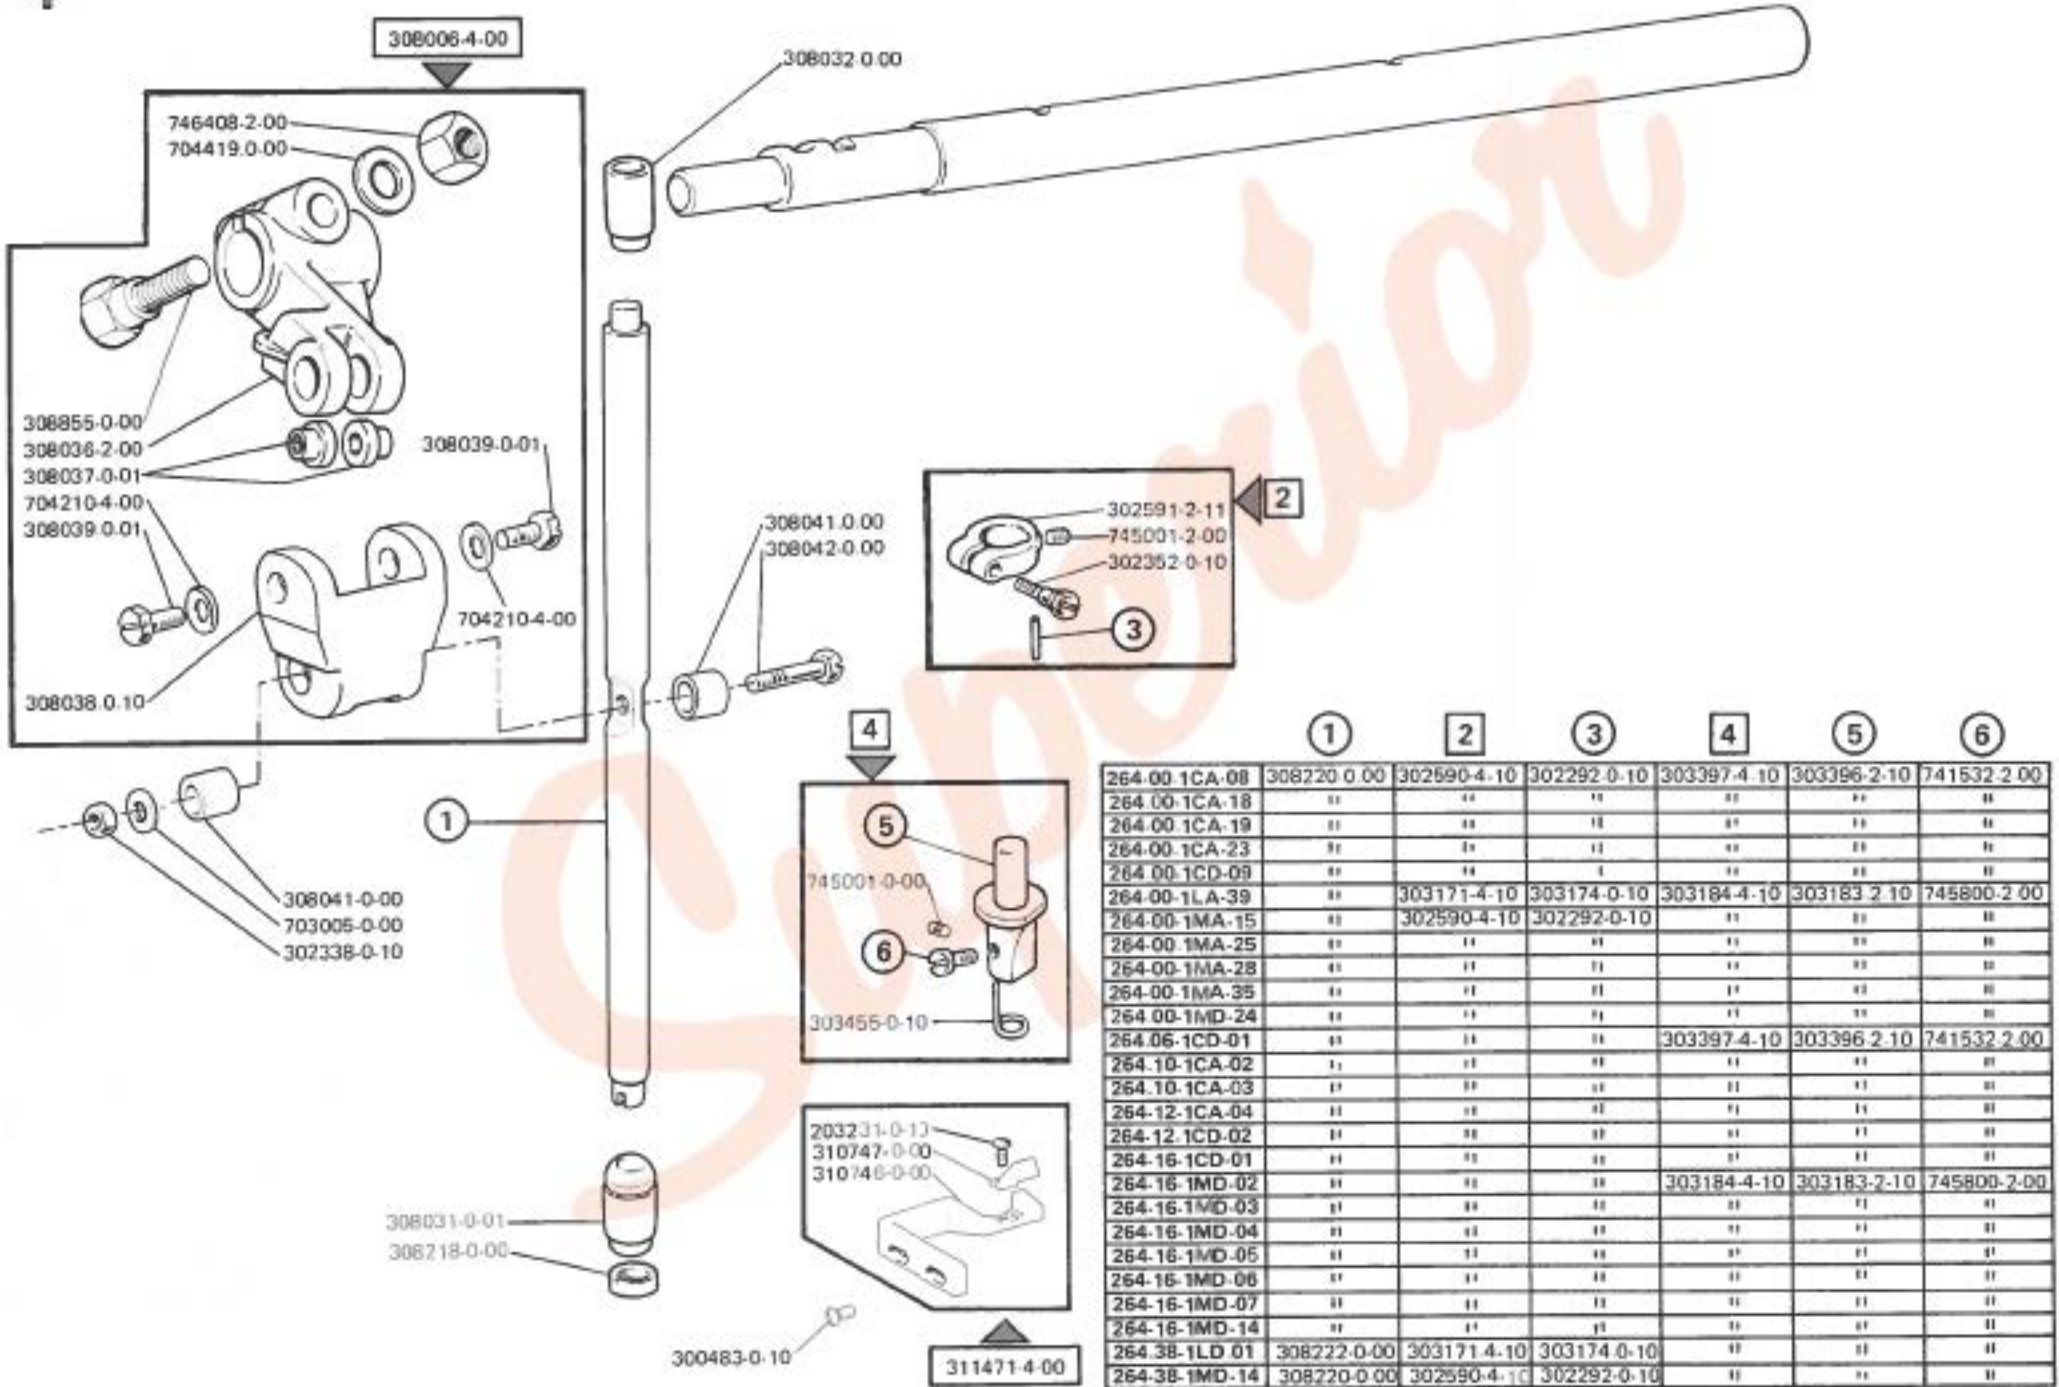 308006-4-00
308032-0.00
746408-2-00
704419.0-00
308855-0-00
308036-2-00
308037-0-01
704210-4-00
308039-0.01
308039-0-01
704210-4-00
308038.0.10
308041.0.00
308042-0.00
302591-2-11
745001-2-00
302352-0-10
3
2
1
308041-0-00
703005-0-00
302338-0-10
4
5
745001-0-00
6
303455-0-10
310747-0-00
310746-0-00
308031-0-01
308218-0-00
300483-0-10
311471-4-00
Superior
1 2 3 4 5 6
264-00-1CA-08 308220-0.00 302590-4-10 302292-0-10 303397-4.10 303396-2-10 741532-2.00
264.00-1CA-18 " " " " " "
264-00-1CA-19 " " " " " "
264-00-1CA-23 " " " " " "
264.00-1CD-09 " " " " "
264-00-1LA-39 " 303171-4-10 303174-0-10 303184-4-10 303183.2.10 745800-2.00
264-00-1MA-15 " 302590-4-10 302292-0-10 " " "
264-00.1MA-25 " " " " " "
264-00-1MA-28 " " " " " "
264-00-1MA-35 " " " " " "
264.00-1MD-24 " " " " " "
264.06-1CD-01 " " " 303397-4-10 303396-2.10 741532-2.00
264.10-1CA-02 " " " " " "
264.10-1CA-03 " " " " " "
264-12-1CA-04 " " " " " "
264-12.1CD-02 " " " " " "
264-16-1CD-01 " " " " " "
264-16-1MD-02 " " " 303184-4-10 303183-2-10 745800-2-00
264-16-1MD-03 " " " " " "
264-16-1MD-04 " " " " " "
264-16-1MD-05 " " " " " "
264-16-1MD-06 " " " " " "
264-16-1MD-07 " " " " " "
264-16-1MD-14 " " " " " "
264.38-1LD.01 308222-0-00 303171.4-10 303174.0-10 " " "
264-38-1MD-14 308220-0.00 302590-4-10 302292-0-10 " " "